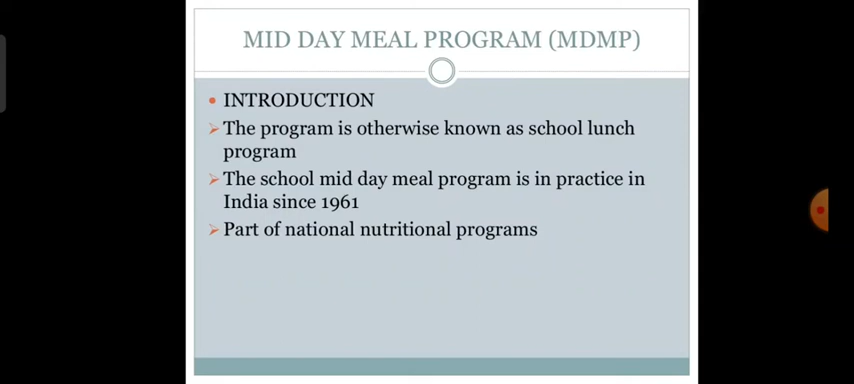 MID DAY MEAL PROGRAM (MDMP)
INTRODUCTION
The program is otherwise known as school lunch
program
The school mid day meal program is in practice in
India since 1961
Part of national nutritional programs